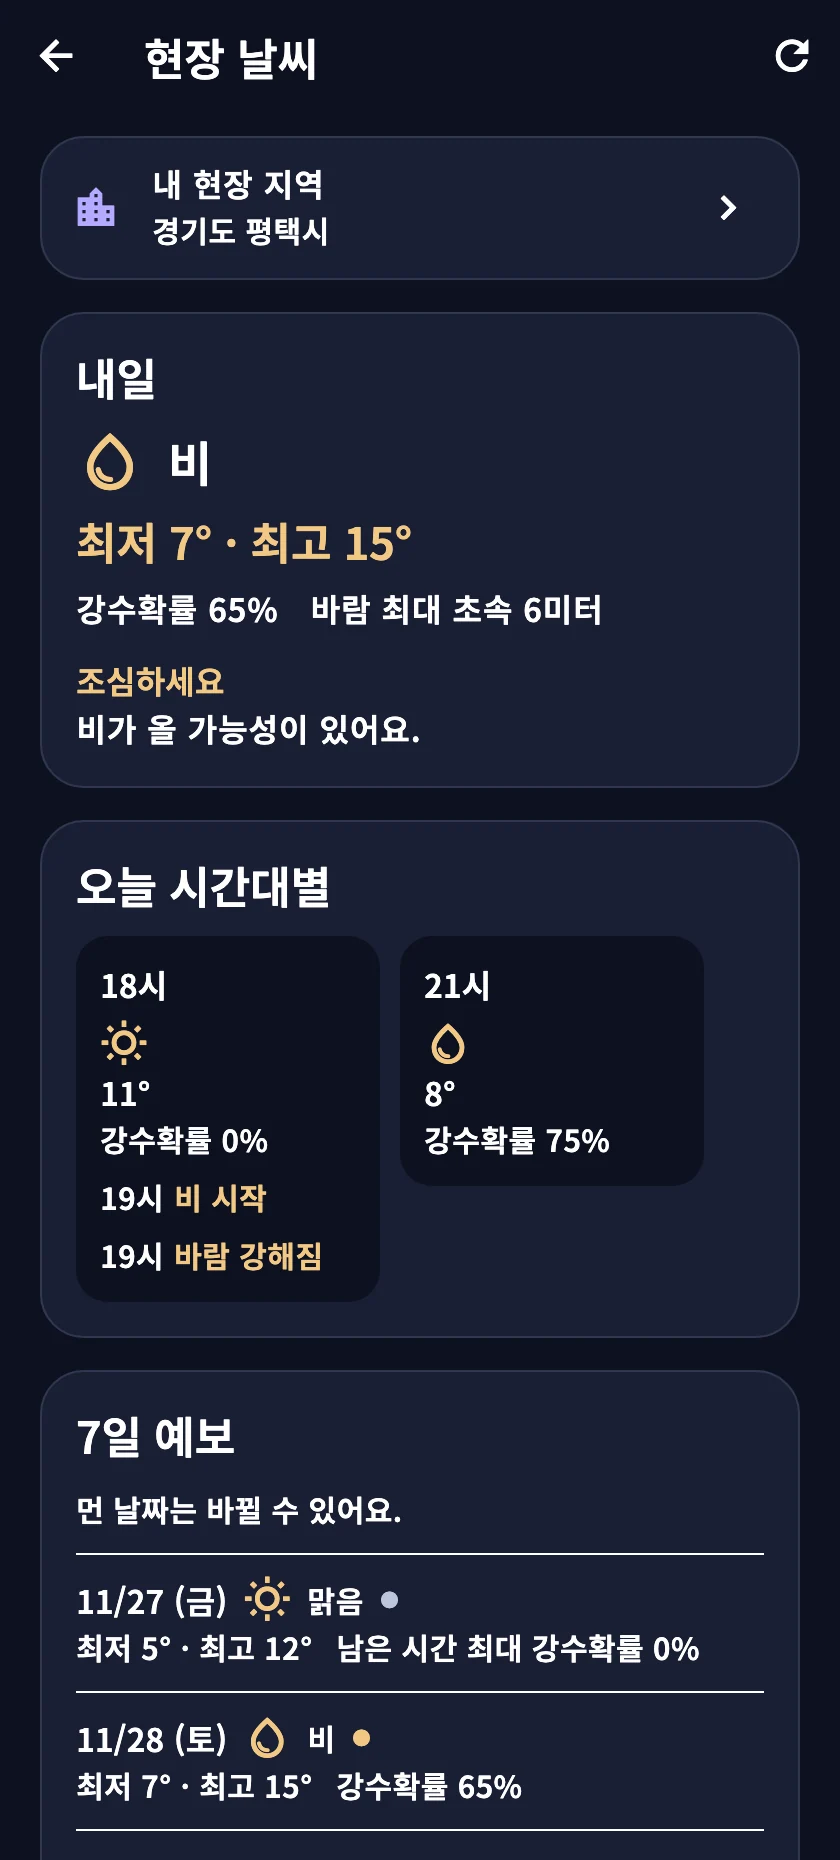 현장 날씨
내 현장 지역
경기도 평택시
내일
비
최저 7° · 최고 15°
강수확률 65% 바람 최대 초속 6미터
조심하세요
비가 올 가능성이 있어요.
오늘 시간대별
18시
11°
강수확률 0%
19시 비 시작
19시 바람 강해짐
21시
8°
강수확률 75%
7일 예보
먼 날짜는 바뀔 수 있어요.
11/27 (금) 맑음
최저 5° · 최고 12° 남은 시간 최대 강수확률 0%
11/28 (토) 비
최저 7° · 최고 15° 강수확률 65%